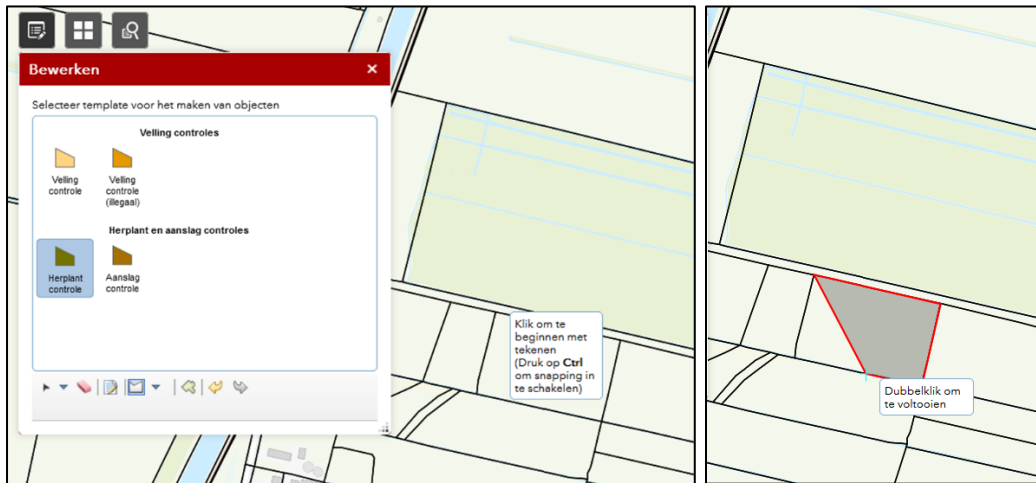 Bewerken
Selecteer template voor het maken van objecten
Velling controles
Velling
controle
Velling
controle
(illegaal)
Herplant en aanslag controles
Herplant
controle
Aanslag
controle
Klik om te
beginnen met
tekenen
(Druk op Ctrl
om snapping in
te schakelen)
Dubbelklik om
te voltooien